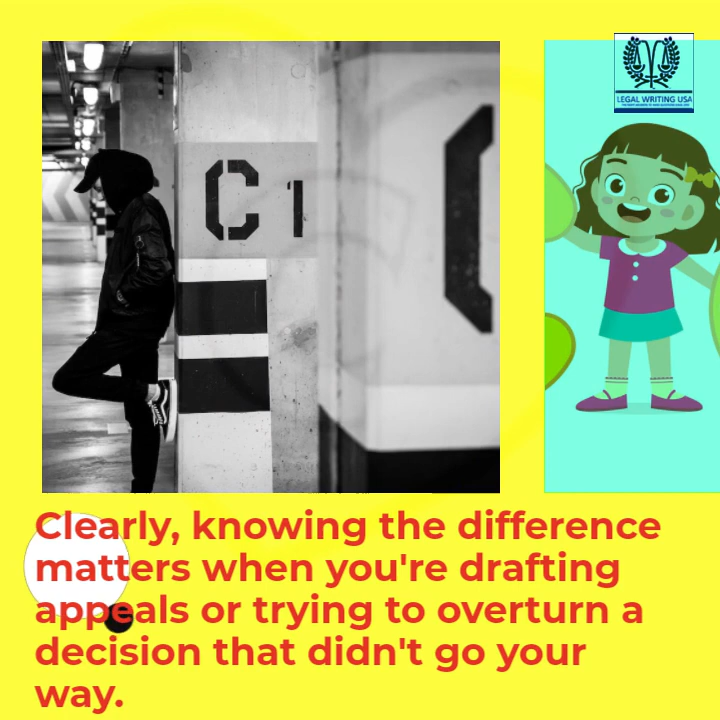 LEGAL WRITING USA
C 1
Clearly, knowing the difference
matters when you're drafting
appeals or trying to overturn a
decision that didn't go your
way.